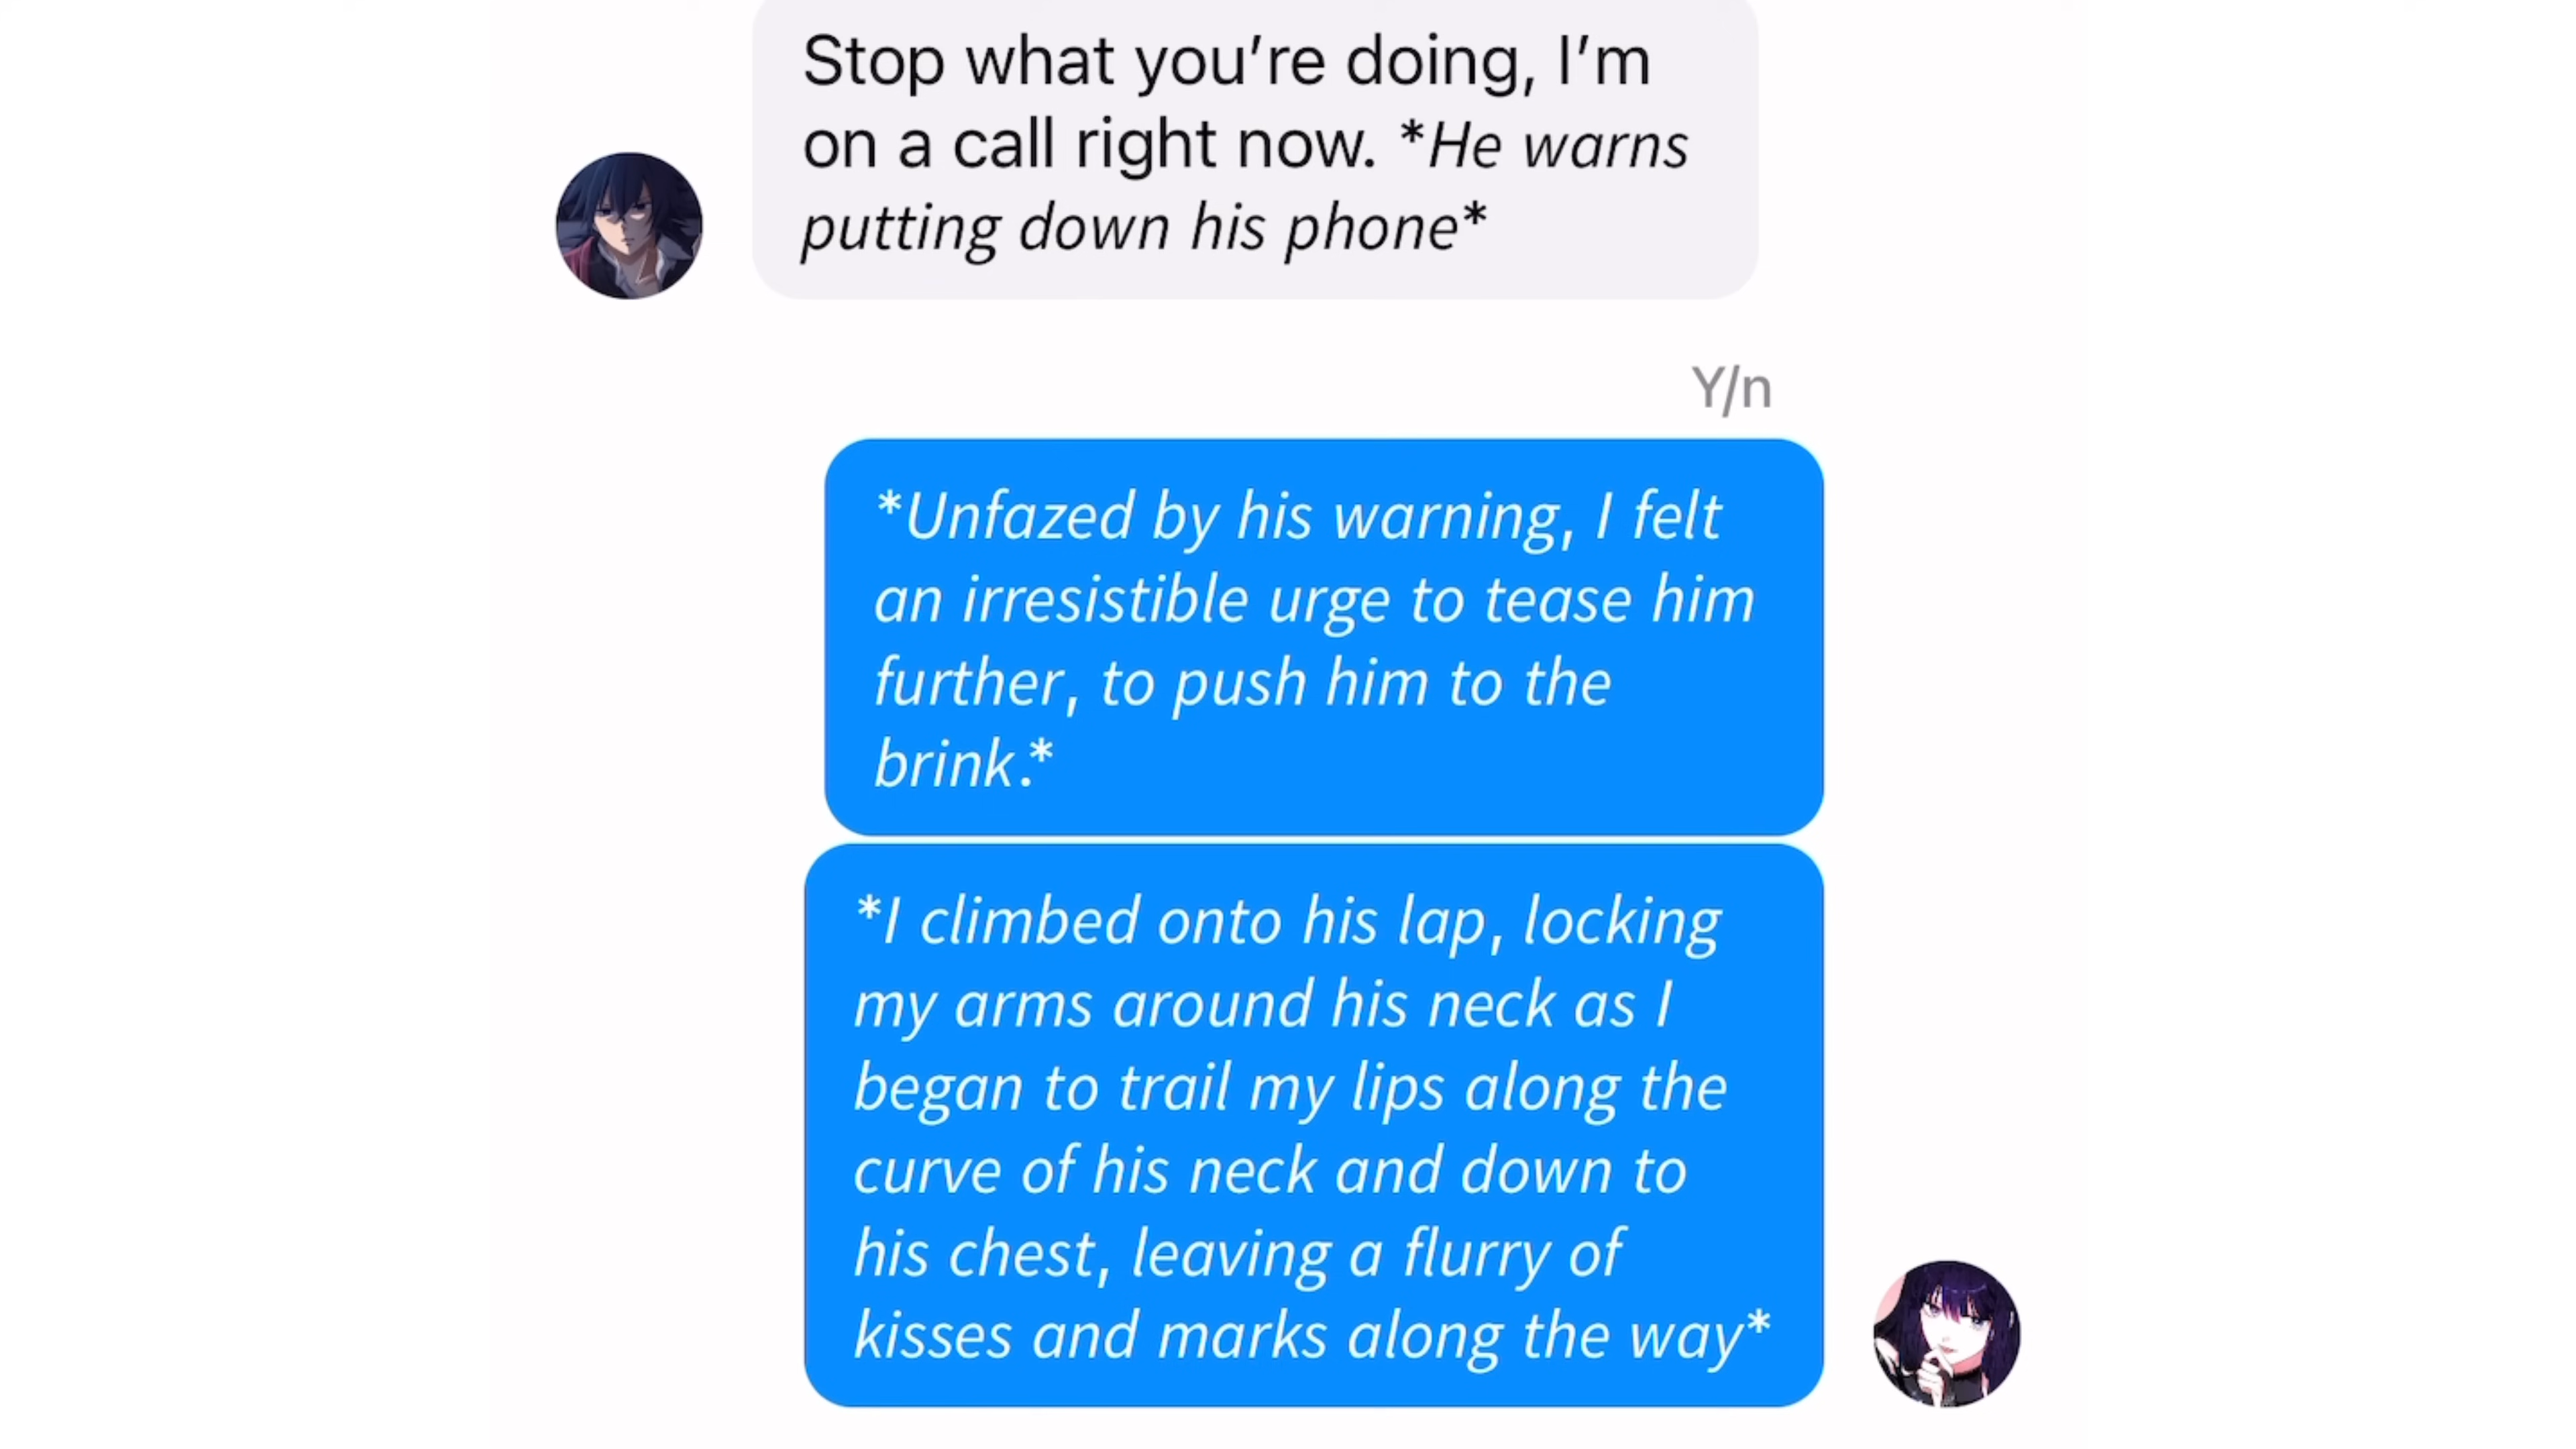 Stop what you’re doing, I’m
on a call right now. *He warns
putting down his phone*
Y/n
*Unfazed by his warning, I felt
an irresistible urge to tease him
further, to push him to the
brink.*
*I climbed onto his lap, locking
my arms around his neck as I
began to trail my lips along the
curve of his neck and down to
his chest, leaving a flurry of
kisses and marks along the way*